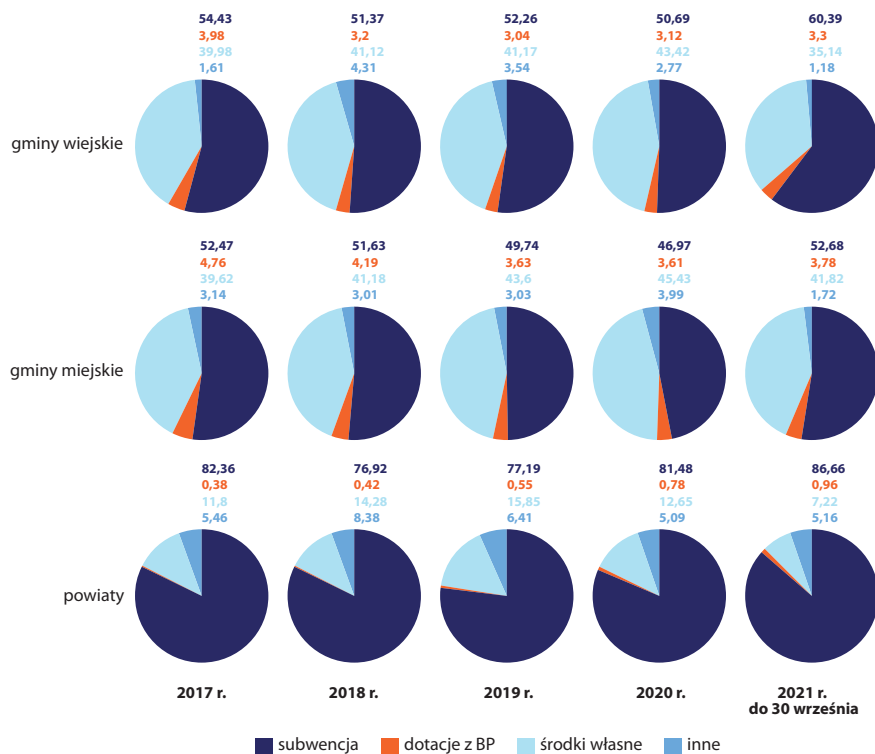 54,43 51,37 52,26 50,69 60,39
3,98 3,2 3,04 3,12 3,3
39,98 41,12 41,17 43,42 35,14
1,61 4,31 3,54 2,77 1,18
gminy wiejskie
52,47 51,63 49,74 46,97 52,68
4,76 4,19 3,63 3,61 3,78
39,62 41,18 43,6 45,43 41,82
3,14 3,01 3,03 3,99 1,72
gminy miejskie
82,36 76,92 77,19 81,48 86,66
0,38 0,42 0,55 0,78 0,96
11,8 14,28 15,85 12,65 7,22
5,46 8,38 6,41 5,09 5,16
powiaty
2017 r. 2018 r. 2019 r. 2020 r. 2021 r.
do 30 września
subwencja dotacje z BP środki własne inne